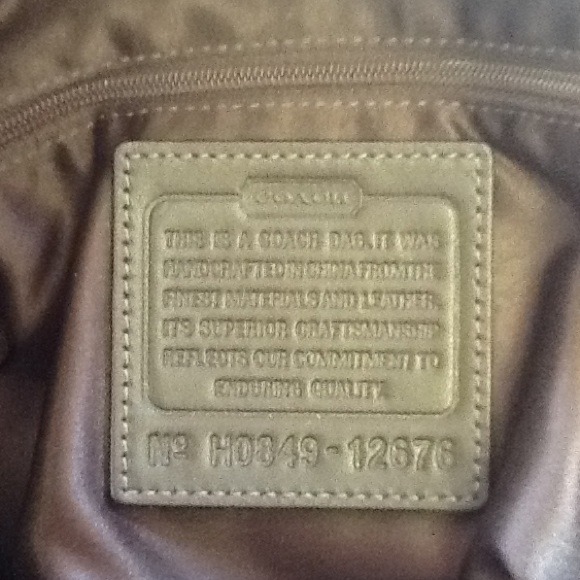 COACH
THIS IS A COACH BAG. IT WAS
HANDCRAFTED IN CHINA FROM THE
FINEST MATERIALS AND LEATHER.
ITS SUPERIOR CRAFTSMANSHIP
REFLECTS OUR COMMITMENT TO
ENDURING QUALITY.
Nº H0849-12676